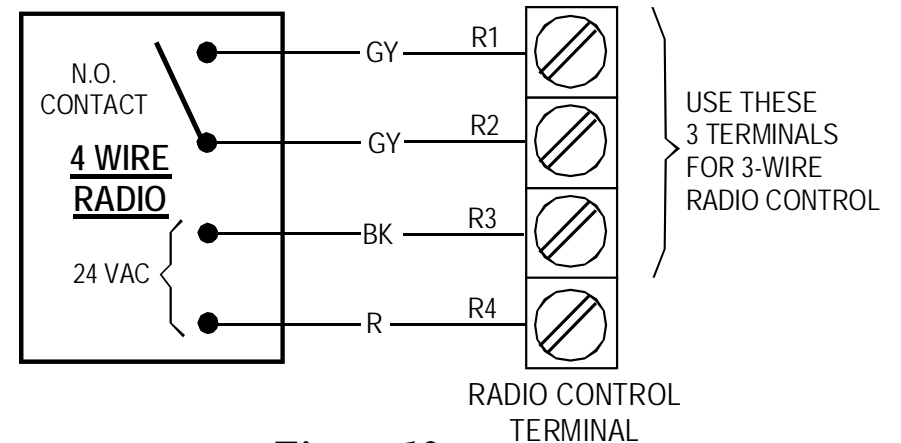 N.O.
CONTACT
4 WIRE
RADIO
24 VAC
GY
R1
GY
R2
BK
R3
R
R4
USE THESE
3 TERMINALS
FOR 3-WIRE
RADIO CONTROL
RADIO CONTROL
TERMINAL